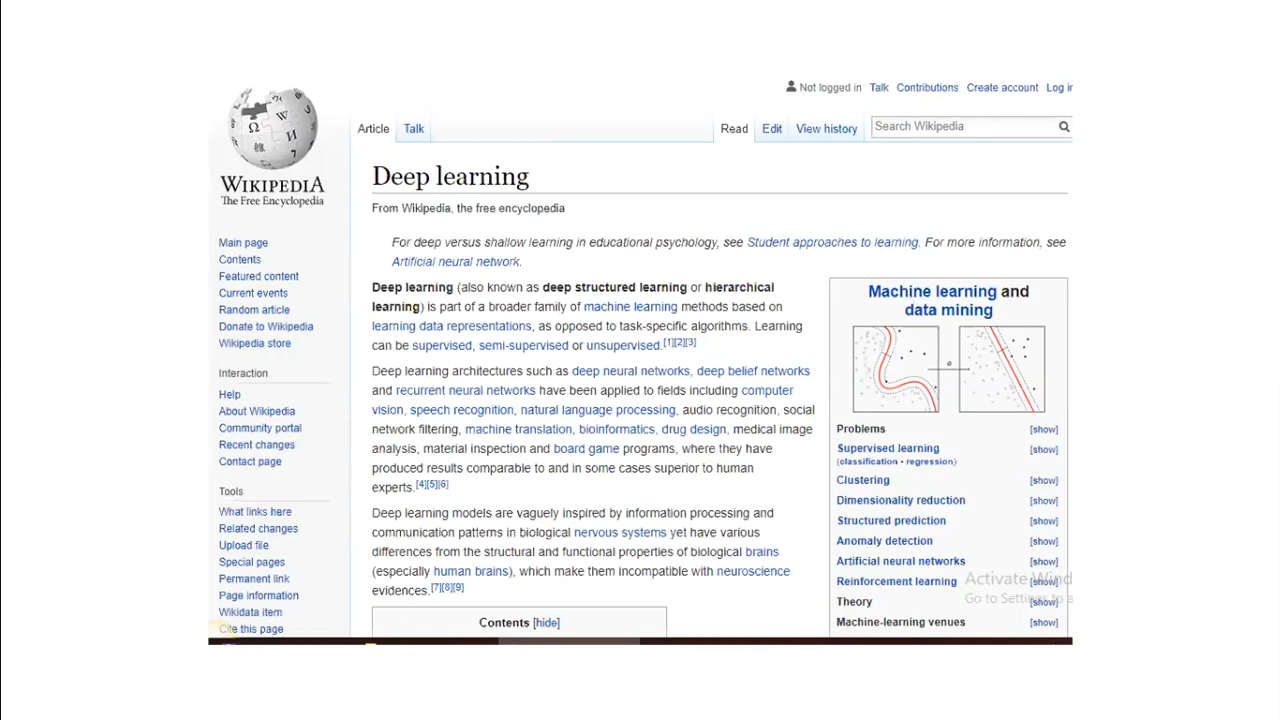 Not logged in Talk Contributions Create account Log in
Article Talk Read Edit View history Search Wikipedia
WIKIPEDIA
The Free Encyclopedia
Main page
Contents
Featured content
Current events
Random article
Donate to Wikipedia
Wikipedia store
Interaction
Help
About Wikipedia
Community portal
Recent changes
Contact page
Tools
What links here
Related changes
Upload file
Special pages
Permanent link
Page information
Wikidata item
Cite this page
Deep learning
From Wikipedia, the free encyclopedia
For deep versus shallow learning in educational psychology, see Student approaches to learning. For more information, see
Artificial neural network.
Deep learning (also known as deep structured learning or hierarchical
learning) is part of a broader family of machine learning methods based on
learning data representations, as opposed to task-specific algorithms. Learning
can be supervised, semi-supervised or unsupervised.[1][2][3]
Deep learning architectures such as deep neural networks, deep belief networks
and recurrent neural networks have been applied to fields including computer
vision, speech recognition, natural language processing, audio recognition, social
network filtering, machine translation, bioinformatics, drug design, medical image
analysis, material inspection and board game programs, where they have
produced results comparable to and in some cases superior to human
experts.[4][5][6]
Deep learning models are vaguely inspired by information processing and
communication patterns in biological nervous systems yet have various
differences from the structural and functional properties of biological brains
(especially human brains), which make them incompatible with neuroscience
evidences.[7][8][9]
Contents [hide]
Machine learning and
data mining
Problems [show]
Supervised learning [show]
(classification • regression)
Clustering [show]
Dimensionality reduction [show]
Structured prediction [show]
Anomaly detection [show]
Artificial neural networks [show]
Reinforcement learning [show]
Theory [show]
Machine-learning venues [show]
Activate Wind
Go to Settings to a